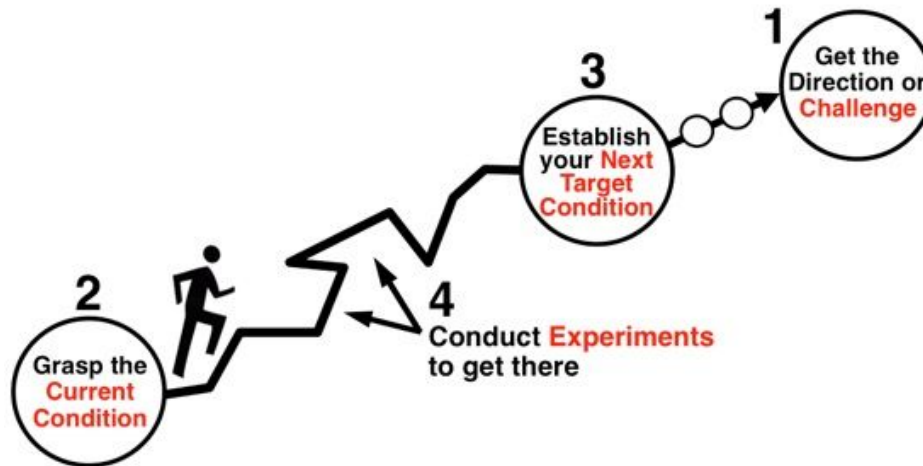 1
Get the
Direction or
Challenge
2
Grasp the
Current
Condition
3
Establish
your Next
Target
Condition
4
Conduct Experiments
to get there